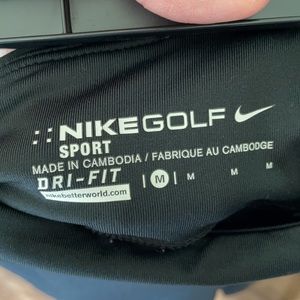 NIKEGOLF
SPORT
MADE IN CAMBODIA / FABRIQUE AU CAMBODGE
DRI-FIT | M | M M M
nikebetterworld.com